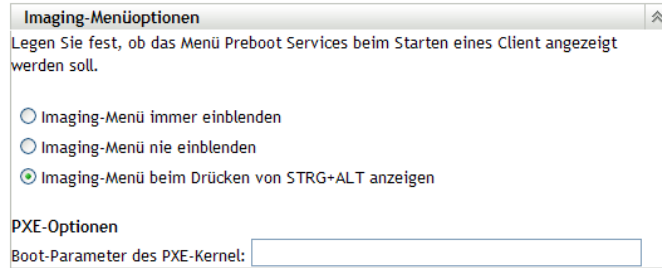 Imaging-Menüoptionen
Legen Sie fest, ob das Menü Preboot Services beim Starten eines Client angezeigt
werden soll.
Imaging-Menü immer einblenden
Imaging-Menü nie einblenden
Imaging-Menü beim Drücken von STRG+ALT anzeigen
PXE-Optionen
Boot-Parameter des PXE-Kernel: